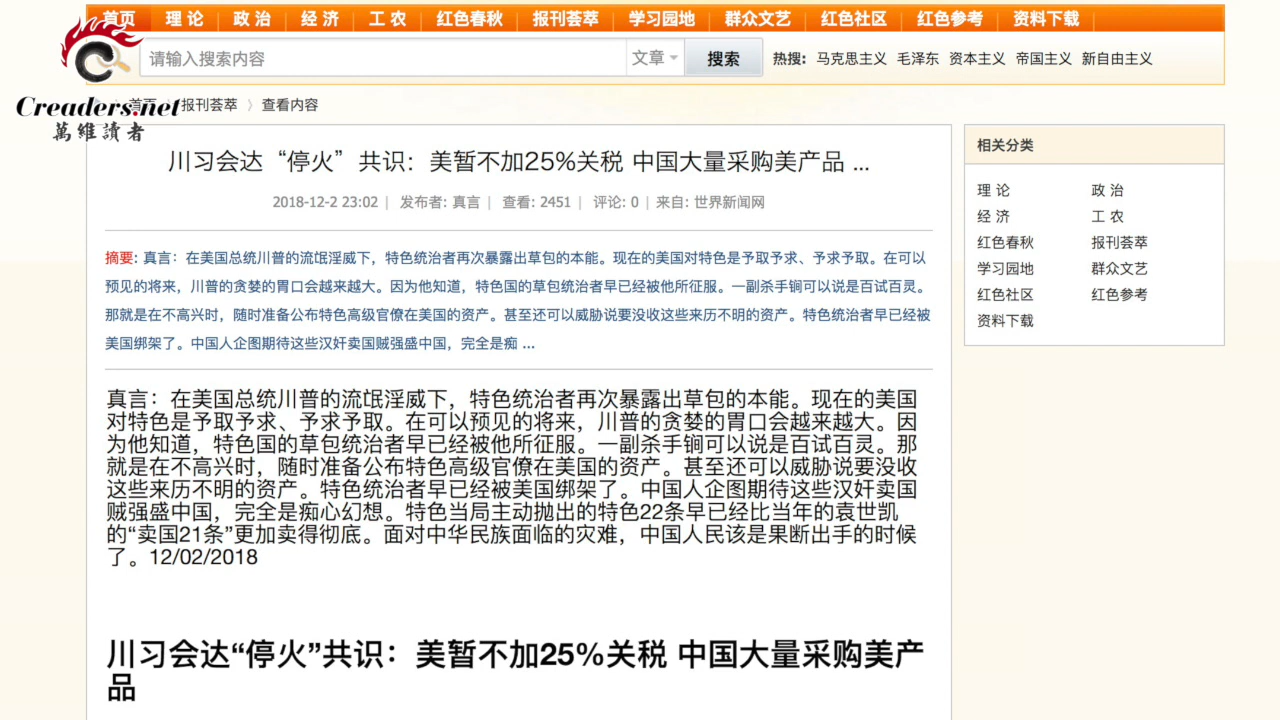 首页 理 论 政 治 经 济 工 农 红色春秋 报刊荟萃 学习园地 群众文艺 红色社区 红色参考 资料下载
请输入搜索内容 文章 搜索 热搜: 马克思主义 毛泽东 资本主义 帝国主义 新自由主义
Creaders.net
首页 〉报刊荟萃 〉查看内容
萬維讀者
川习会达“停火”共识：美暂不加25%关税 中国大量采购美产品 ...
2018-12-2 23:02 | 发布者: 真言 | 查看: 2451 | 评论: 0 | 来自: 世界新闻网
摘要: 真言：在美国总统川普的流氓淫威下，特色统治者再次暴露出草包的本能。现在的美国对特色是予取予求、予求予取。在可以
预见的将来，川普的贪婪的胃口会越来越大。因为他知道，特色国的草包统治者早已经被他所征服。一副杀手锏可以说是百试百灵。
那就是在不高兴时，随时准备公布特色高级官僚在美国的资产。甚至还可以威胁说要没收这些来历不明的资产。特色统治者早已经被
美国绑架了。中国人企图期待这些汉奸卖国贼强盛中国，完全是痴 ...
真言：在美国总统川普的流氓淫威下，特色统治者再次暴露出草包的本能。现在的美国
对特色是予取予求、予求予取。在可以预见的将来，川普的贪婪的胃口会越来越大。因
为他知道，特色国的草包统治者早已经被他所征服。一副杀手锏可以说是百试百灵。那
就是在不高兴时，随时准备公布特色高级官僚在美国的资产。甚至还可以威胁说要没收
这些来历不明的资产。特色统治者早已经被美国绑架了。中国人企图期待这些汉奸卖国
贼强盛中国，完全是痴心幻想。特色当局主动抛出的特色22条早已经比当年的袁世凯
的“卖国21条”更加卖得彻底。面对中华民族面临的灾难，中国人民该是果断出手的时候
了。12/02/2018
川习会达“停火”共识：美暂不加25%关税 中国大量采购美产
品
相关分类
理 论 政 治
经 济 工 农
红色春秋 报刊荟萃
学习园地 群众文艺
红色社区 红色参考
资料下载